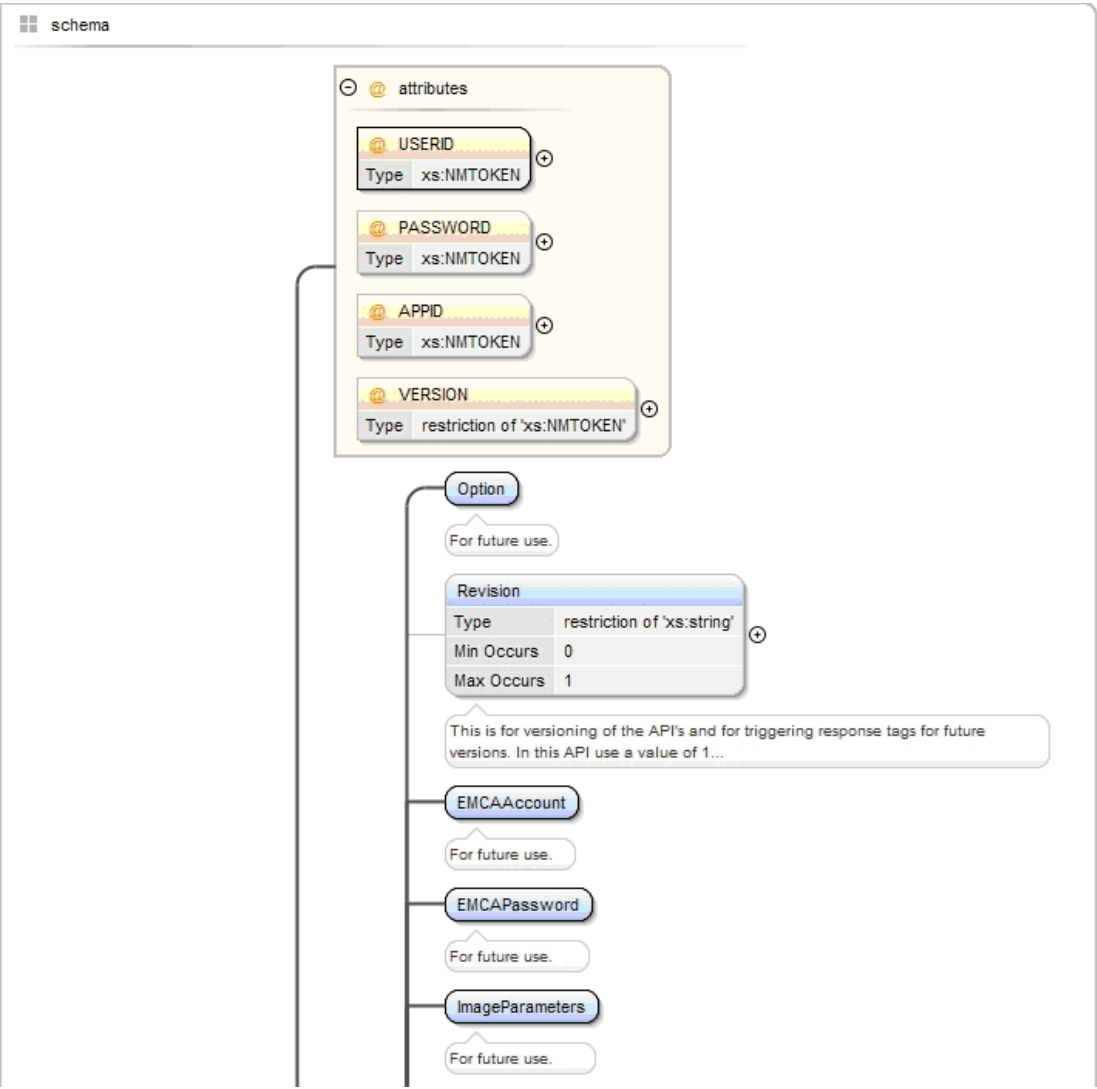 schema
@ attributes
@ USERID
Type xs:NMTOKEN
@ PASSWORD
Type xs:NMTOKEN
@ APPID
Type xs:NMTOKEN
@ VERSION
Type restriction of 'xs:NMTOKEN'
Option
For future use.
Revision
Type restriction of 'xs:string'
Min Occurs 0
Max Occurs 1
This is for versioning of the API's and for triggering response tags for future
versions. In this API use a value of 1...
EMCAAccount
For future use.
EMCAPassword
For future use.
ImageParameters
For future use.